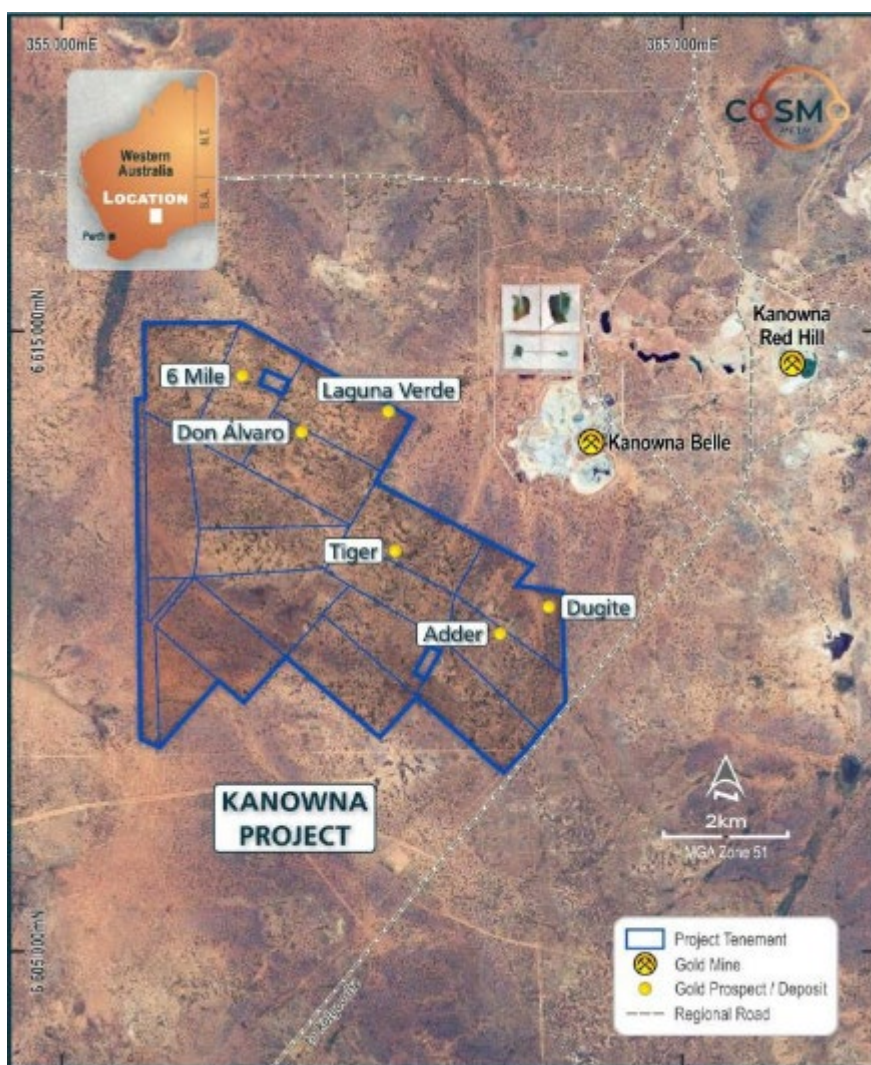 355 000mE
365 000mE
COSMO
METALS
Western
Australia
LOCATION
N.T.
S.A.
Perth
6 615 000mN
Kanowna
Red Hill
6 Mile
Laguna Verde
Don Álvaro
Kanowna Belle
Tiger
Dugite
Adder
KANOWNA
PROJECT
2km
MGA Zone 51
6 605 000mN
Project Tenement
Gold Mine
Gold Prospect / Deposit
Regional Road